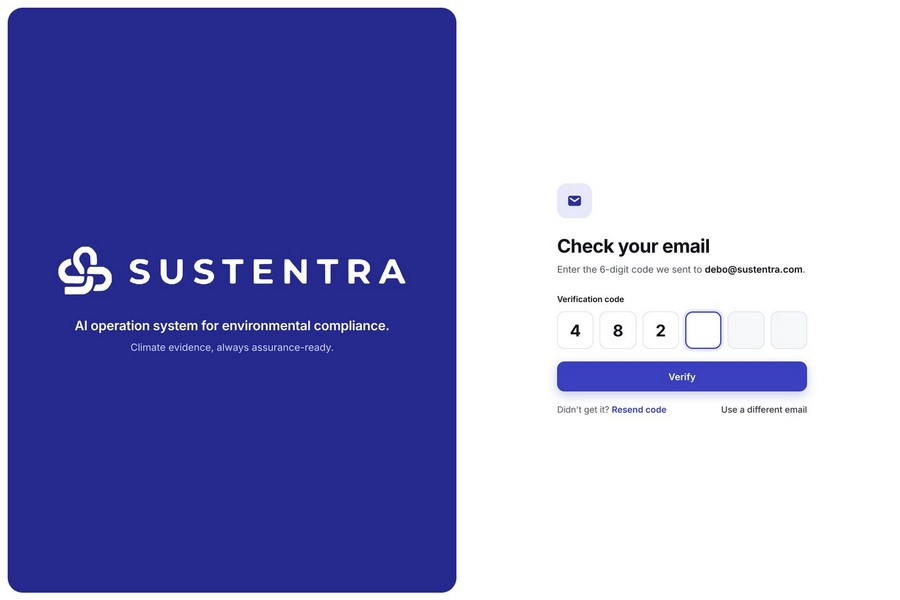 SUSTENTRA
AI operation system for environmental compliance.
Climate evidence, always assurance-ready.
Check your email
Enter the 6-digit code we sent to debo@sustentra.com.
Verification code
4 8 2
Verify
Didn't get it? Resend code
Use a different email